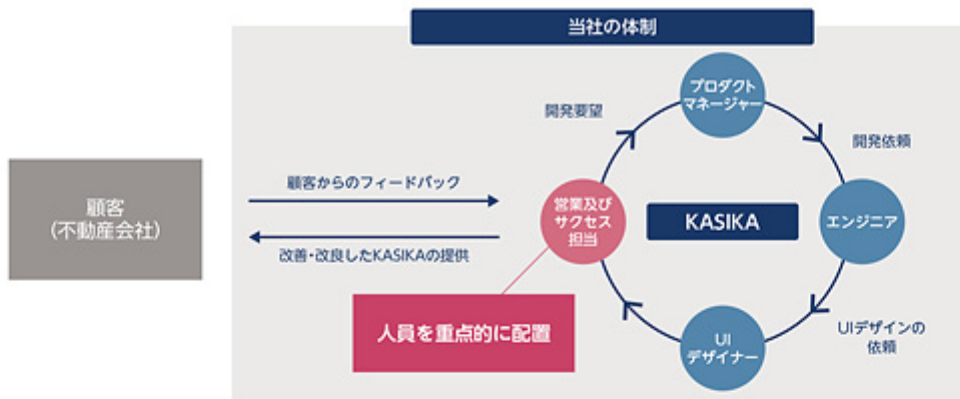 当社の体制
プロダクト
マネージャー
開発要望
開発依頼
顧客
(不動産会社)
顧客からのフィードバック
営業及び
サクセス
担当
KASIKA
エンジニア
改善・改良したKASIKAの提供
人員を重点的に配置
UIデザインの
依頼
UI
デザイナー